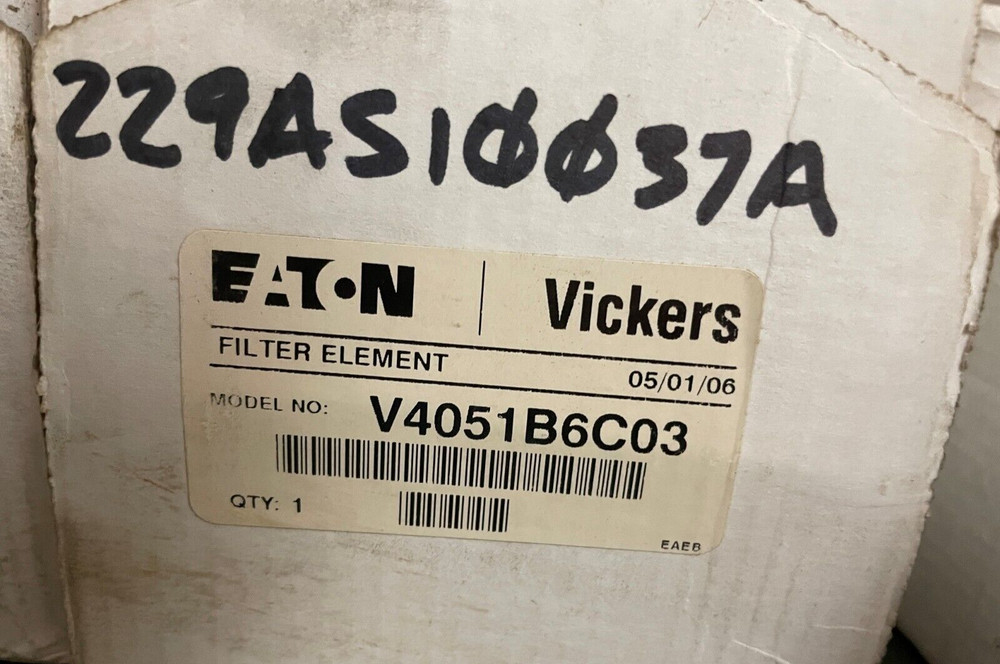 229AS10037A
EATON | Vickers
FILTER ELEMENT 05/01/06
MODEL NO: V4051B6C03
QTY: 1
EAEB